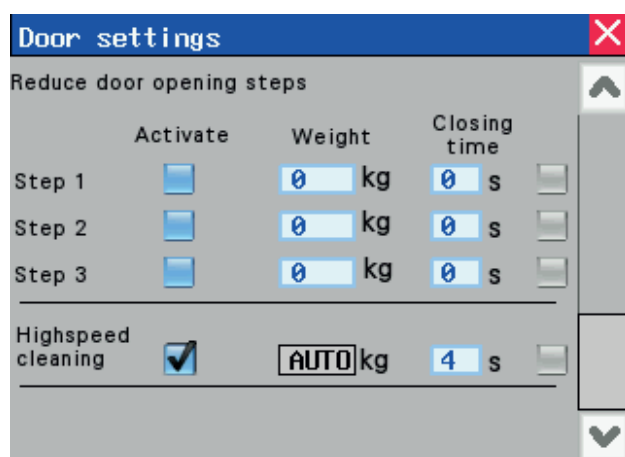 Door settings
Reduce door opening steps
Activate Weight Closing time
Step 1 0 kg 0 s
Step 2 0 kg 0 s
Step 3 0 kg 0 s
Highspeed cleaning AUTO kg 4 s